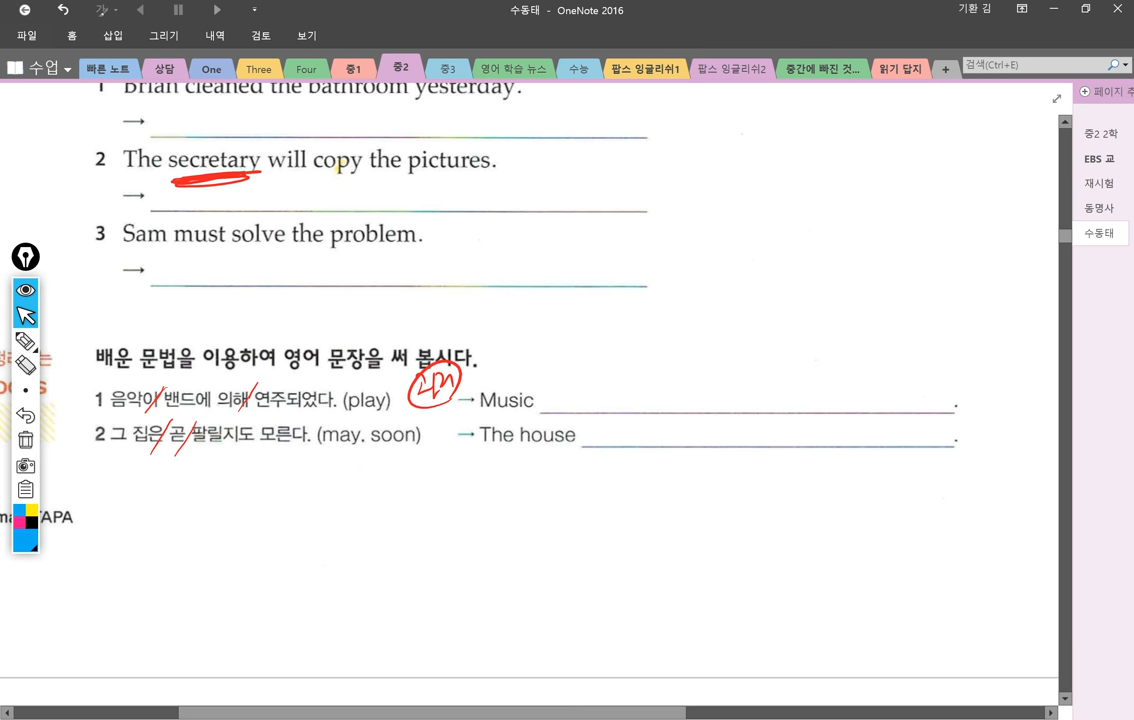 수동태 - OneNote 2016
기환 김
파일 홈 삽입 그리기 내역 검토 보기
수업 빠른 노트 상담 One Three Four 중1 중2 중3 영어 학습 뉴스 수능 팝스 잉글리쉬1 팝스 잉글리쉬2 중간에 빠진 것... 읽기 답지 + 검색(Ctrl+E)
페이지 추
1 Brian cleaned the bathroom yesterday.
→
2 The secretary will copy the pictures.
→
3 Sam must solve the problem.
→
중2 2학
EBS 교
재시험
동명사
수동태
배운 문법을 이용하여 영어 문장을 써 봅시다.
1 음악이 밴드에 의해 연주되었다. (play) → Music .
2 그 집은 곧 팔릴지도 모른다. (may, soon) → The house .
TAPA